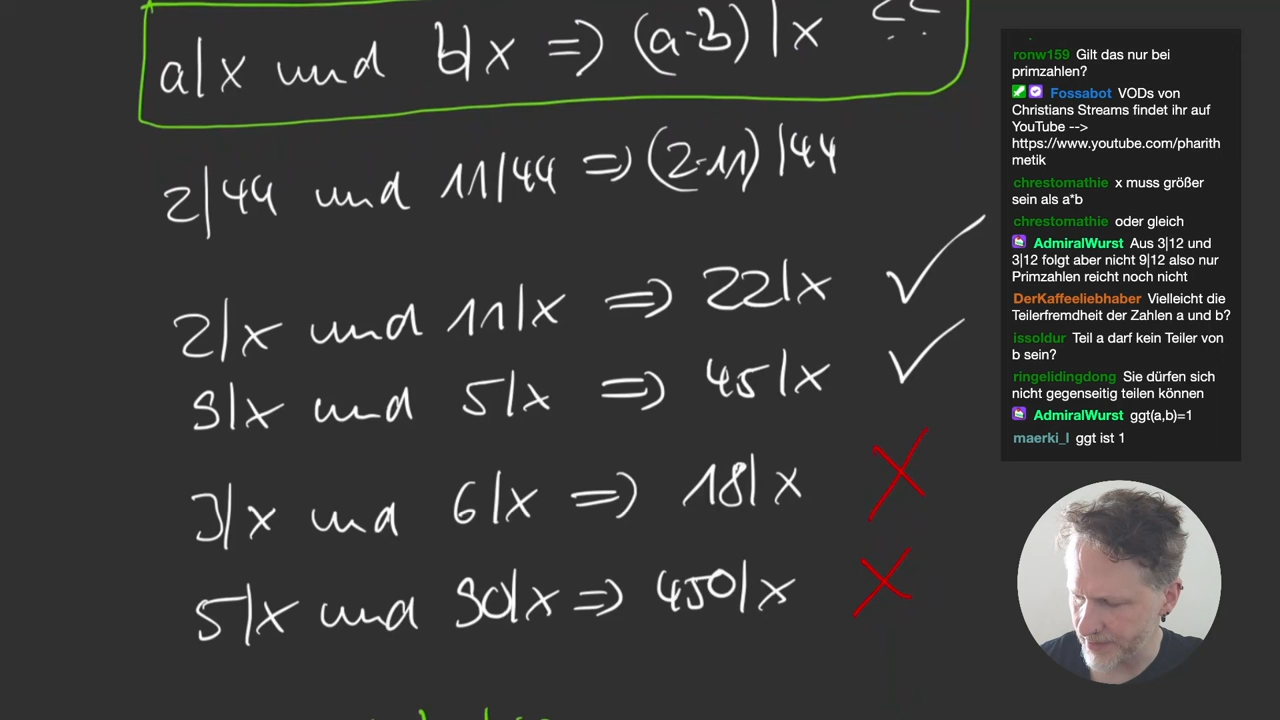 a|x und b|x => (a·b)|x ??
2|44 und 11|44 => (2·11)|44
2|x und 11|x => 22|x ✓
9|x und 5|x => 45|x ✓
3|x und 6|x => 18|x ✗
5|x und 90|x => 450|x ✗
ronw159 Gilt das nur bei
primzahlen?
Fossabot VODs von
Christians Streams findet ihr auf
YouTube -->
https://www.youtube.com/pharith
metik
chrestomathie x muss größer
sein als a*b
chrestomathie oder gleich
AdmiralWurst Aus 3|12 und
3|12 folgt aber nicht 9|12 also nur
Primzahlen reicht noch nicht
DerKaffeeliebhaber Vielleicht die
Teilerfremdheit der Zahlen a und b?
issoldur Teil a darf kein Teiler von
b sein?
ringelidingdong Sie dürfen sich
nicht gegenseitig teilen können
AdmiralWurst ggt(a,b)=1
maerki_l ggt ist 1